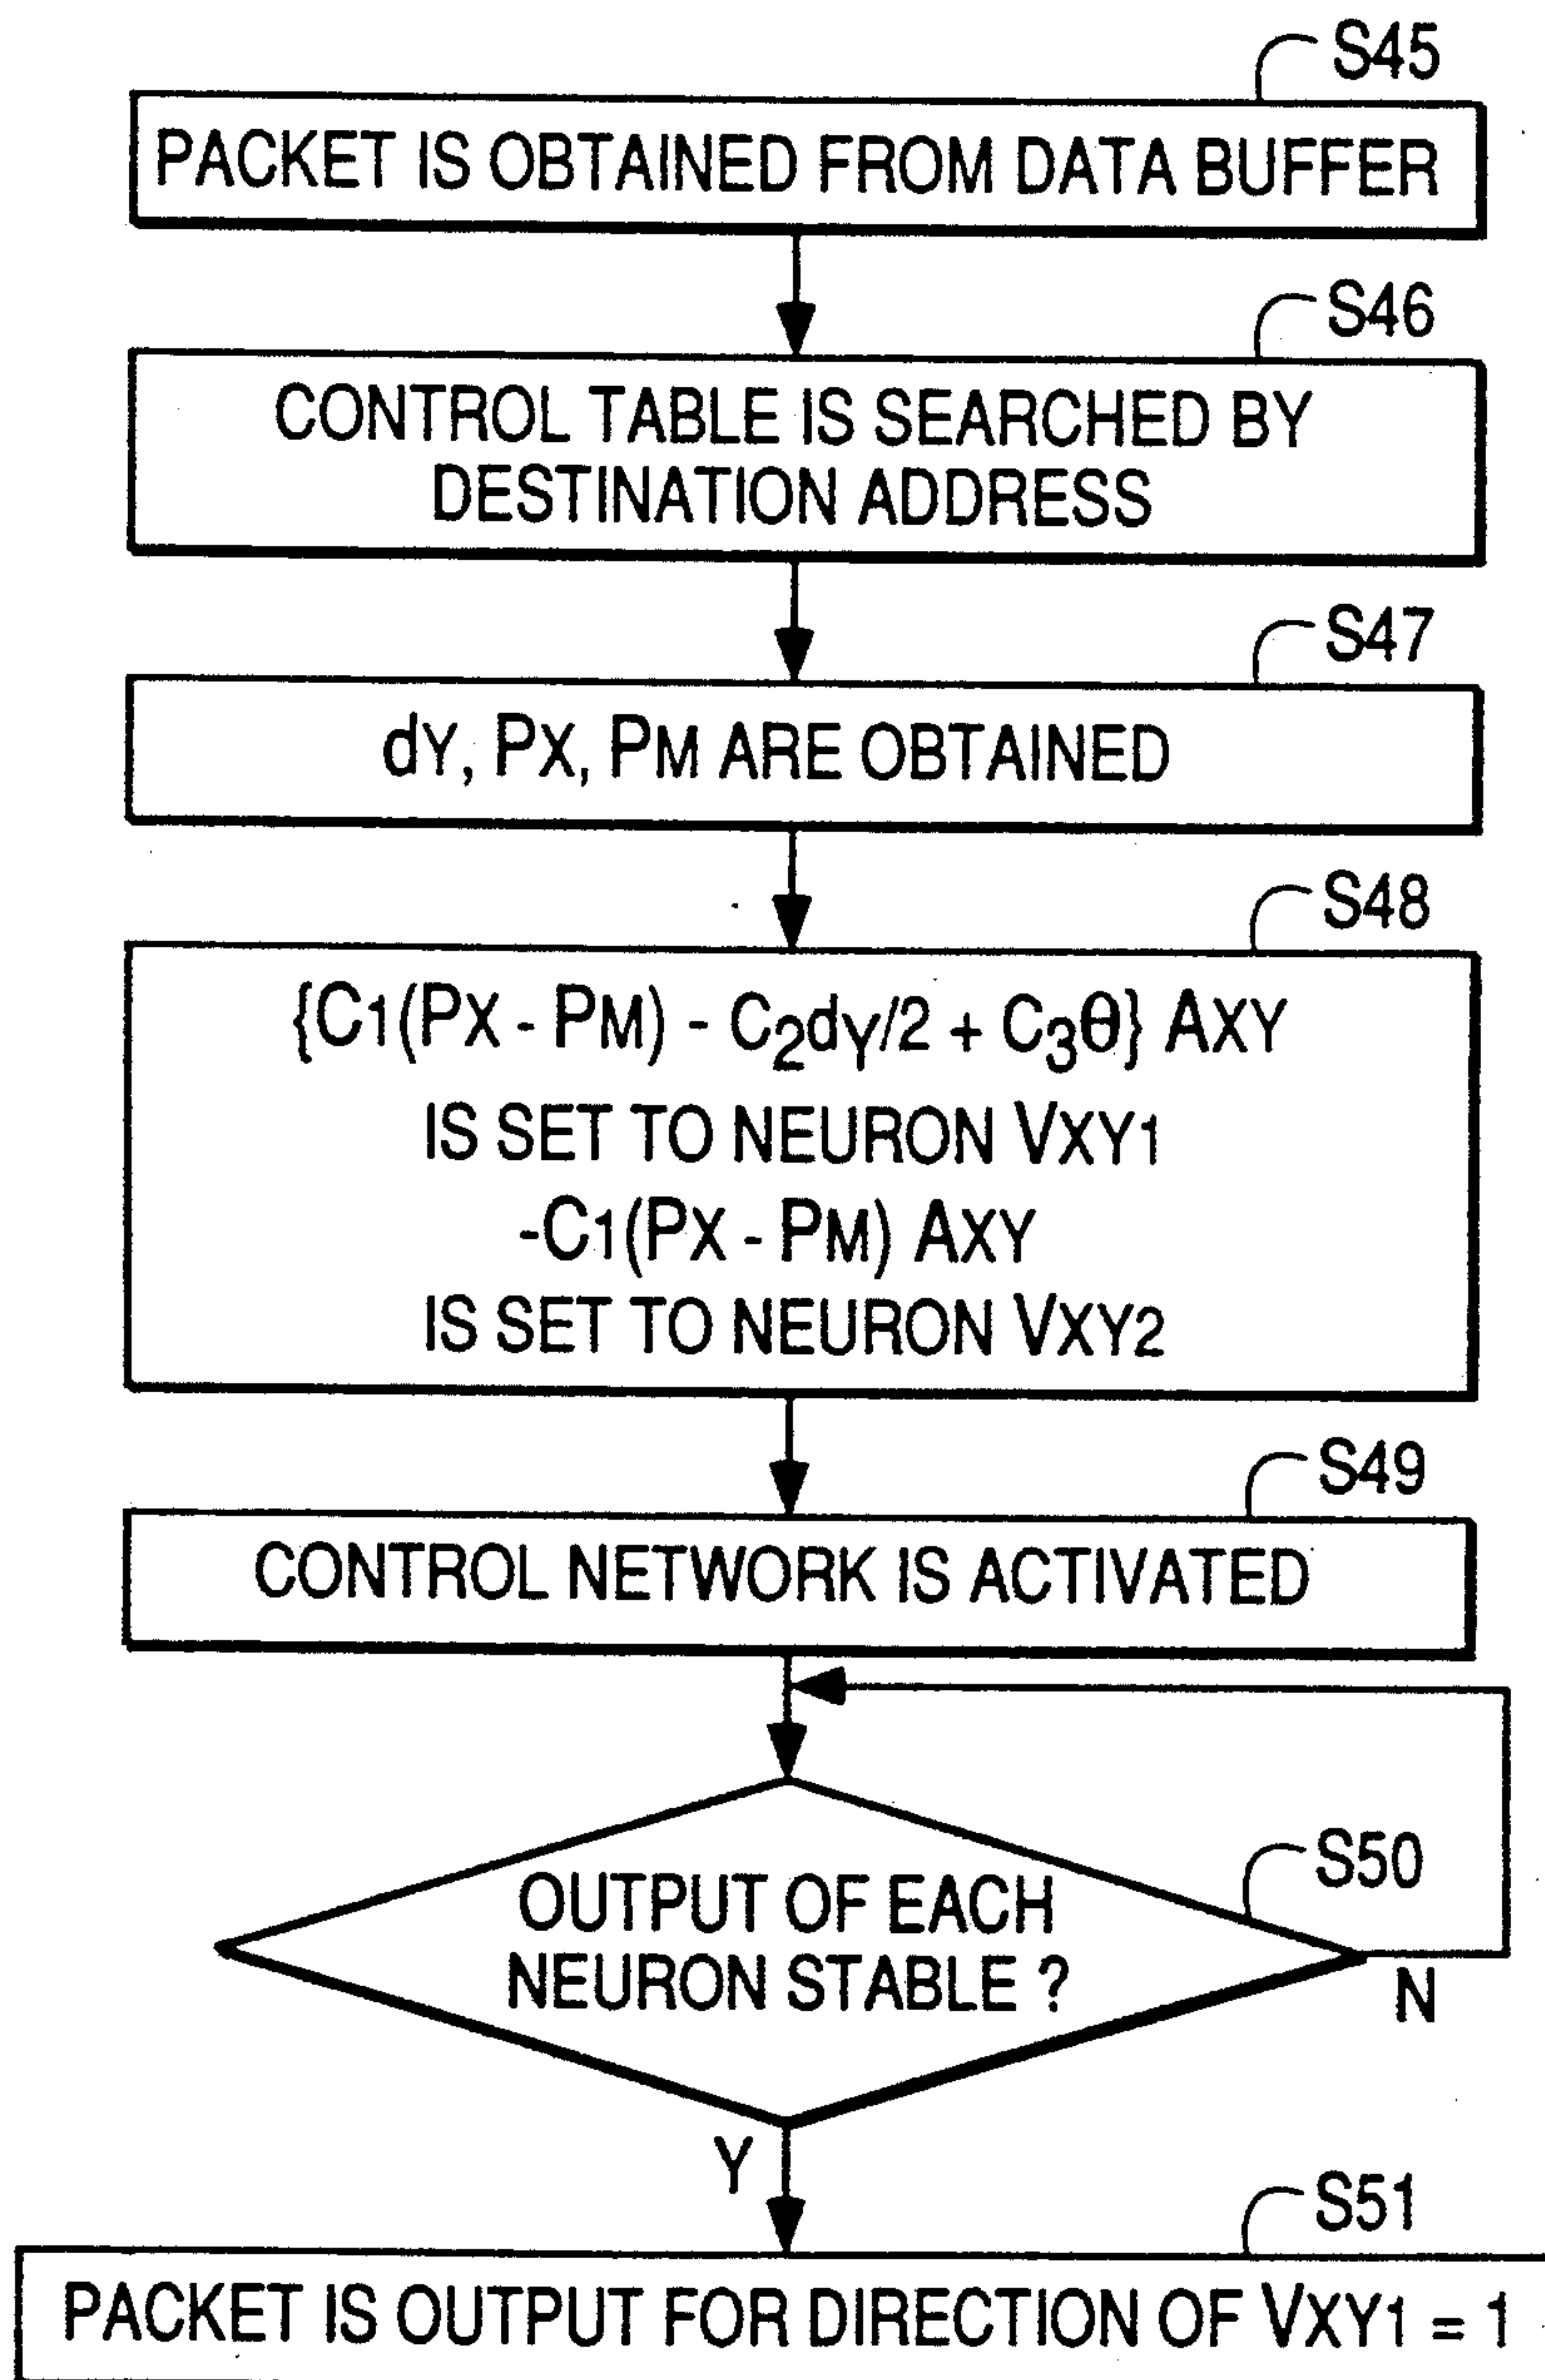 S45
PACKET IS OBTAINED FROM DATA BUFFER
S46
CONTROL TABLE IS SEARCHED BY
DESTINATION ADDRESS
S47
dY, PX, PM ARE OBTAINED
S48
{C1(PX - PM) - C2dY/2 + C3θ} AXY
IS SET TO NEURON VXY1
-C1(PX - PM) AXY
IS SET TO NEURON VXY2
S49
CONTROL NETWORK IS ACTIVATED
S50
OUTPUT OF EACH
NEURON STABLE ?
N
Y
S51
PACKET IS OUTPUT FOR DIRECTION OF VXY1 = 1